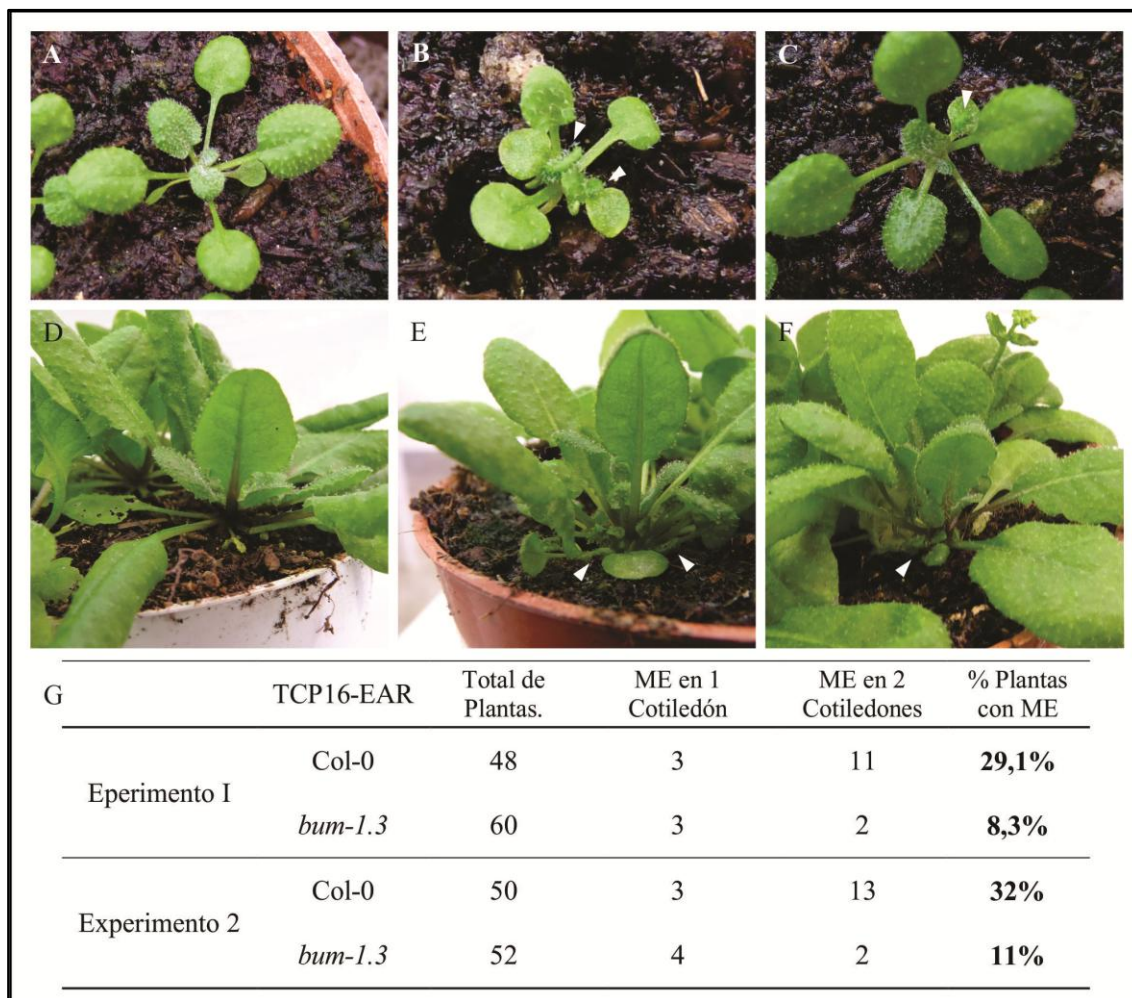 A
B
C
D
E
F
G
TCP16-EAR
Total de
Plantas.
ME en 1
Cotiledón
ME en 2
Cotiledones
% Plantas
con ME
Eperimento I
Col-0 48 3 11 29,1%
bum-1.3 60 3 2 8,3%
Experimento 2
Col-0 50 3 13 32%
bum-1.3 52 4 2 11%